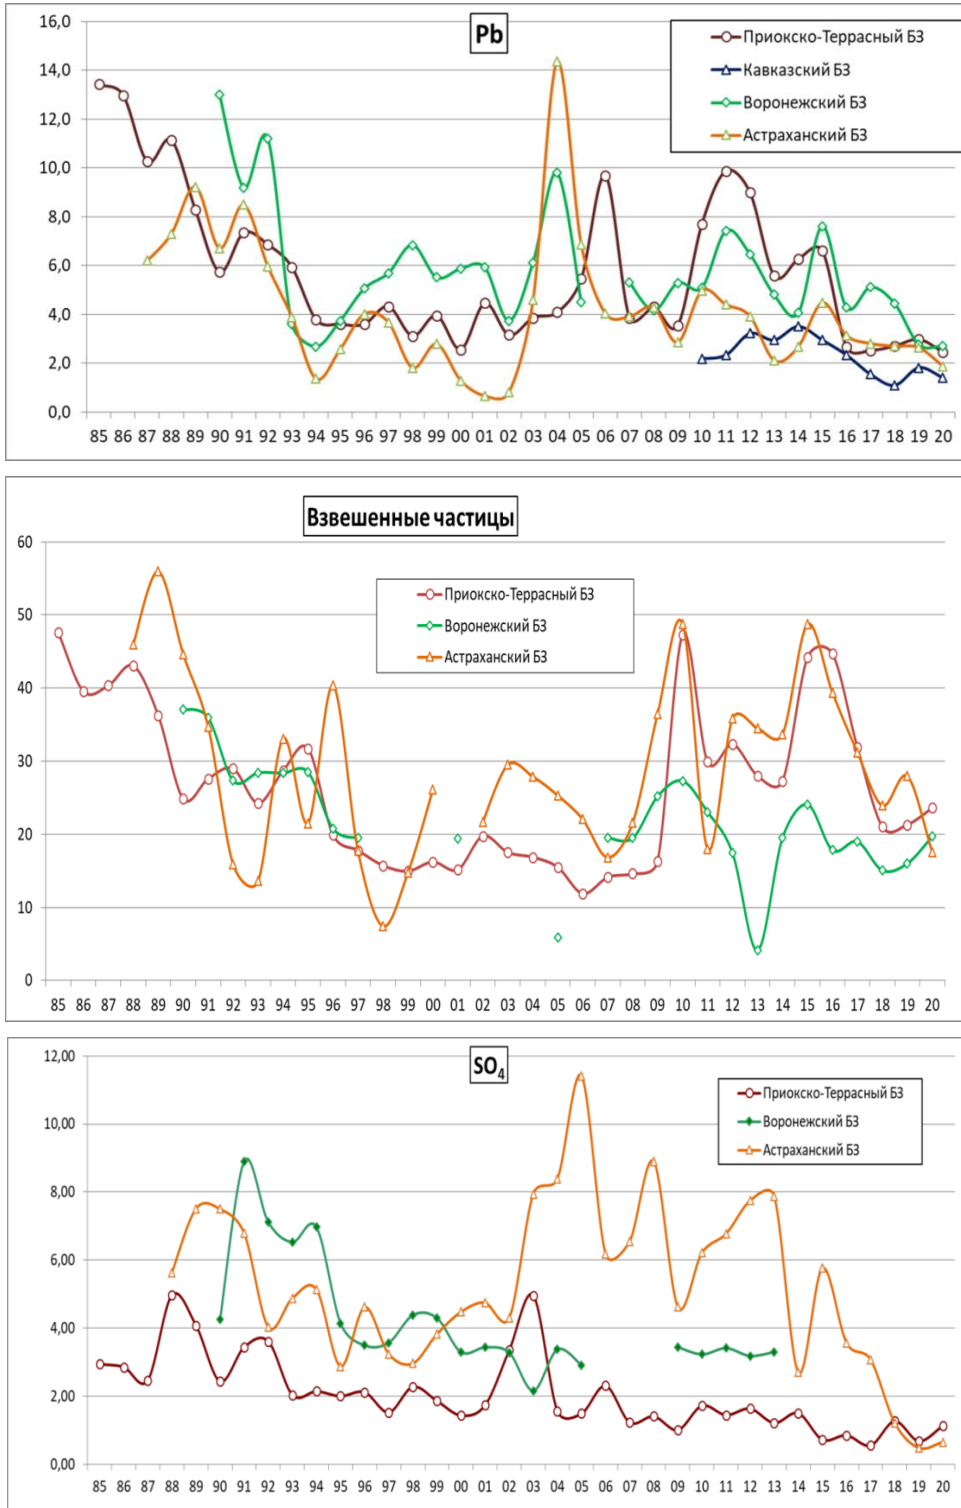 Pb
16,0
14,0
12,0
10,0
8,0
6,0
4,0
2,0
0,0
Приокско-Террасный БЗ
Кавказский БЗ
Воронежский БЗ
Астраханский БЗ
85 86 87 88 89 90 91 92 93 94 95 96 97 98 99 00 01 02 03 04 05 06 07 08 09 10 11 12 13 14 15 16 17 18 19 20
Взвешенные частицы
60
50
40
30
20
10
0
Приокско-Террасный БЗ
Воронежский БЗ
Астраханский БЗ
85 86 87 88 89 90 91 92 93 94 95 96 97 98 99 00 01 02 03 04 05 06 07 08 09 10 11 12 13 14 15 16 17 18 19 20
SO₄
12,00
10,00
8,00
6,00
4,00
2,00
0,00
Приокско-Террасный БЗ
Воронежский БЗ
Астраханский БЗ
85 86 87 88 89 90 91 92 93 94 95 96 97 98 99 00 01 02 03 04 05 06 07 08 09 10 11 12 13 14 15 16 17 18 19 20